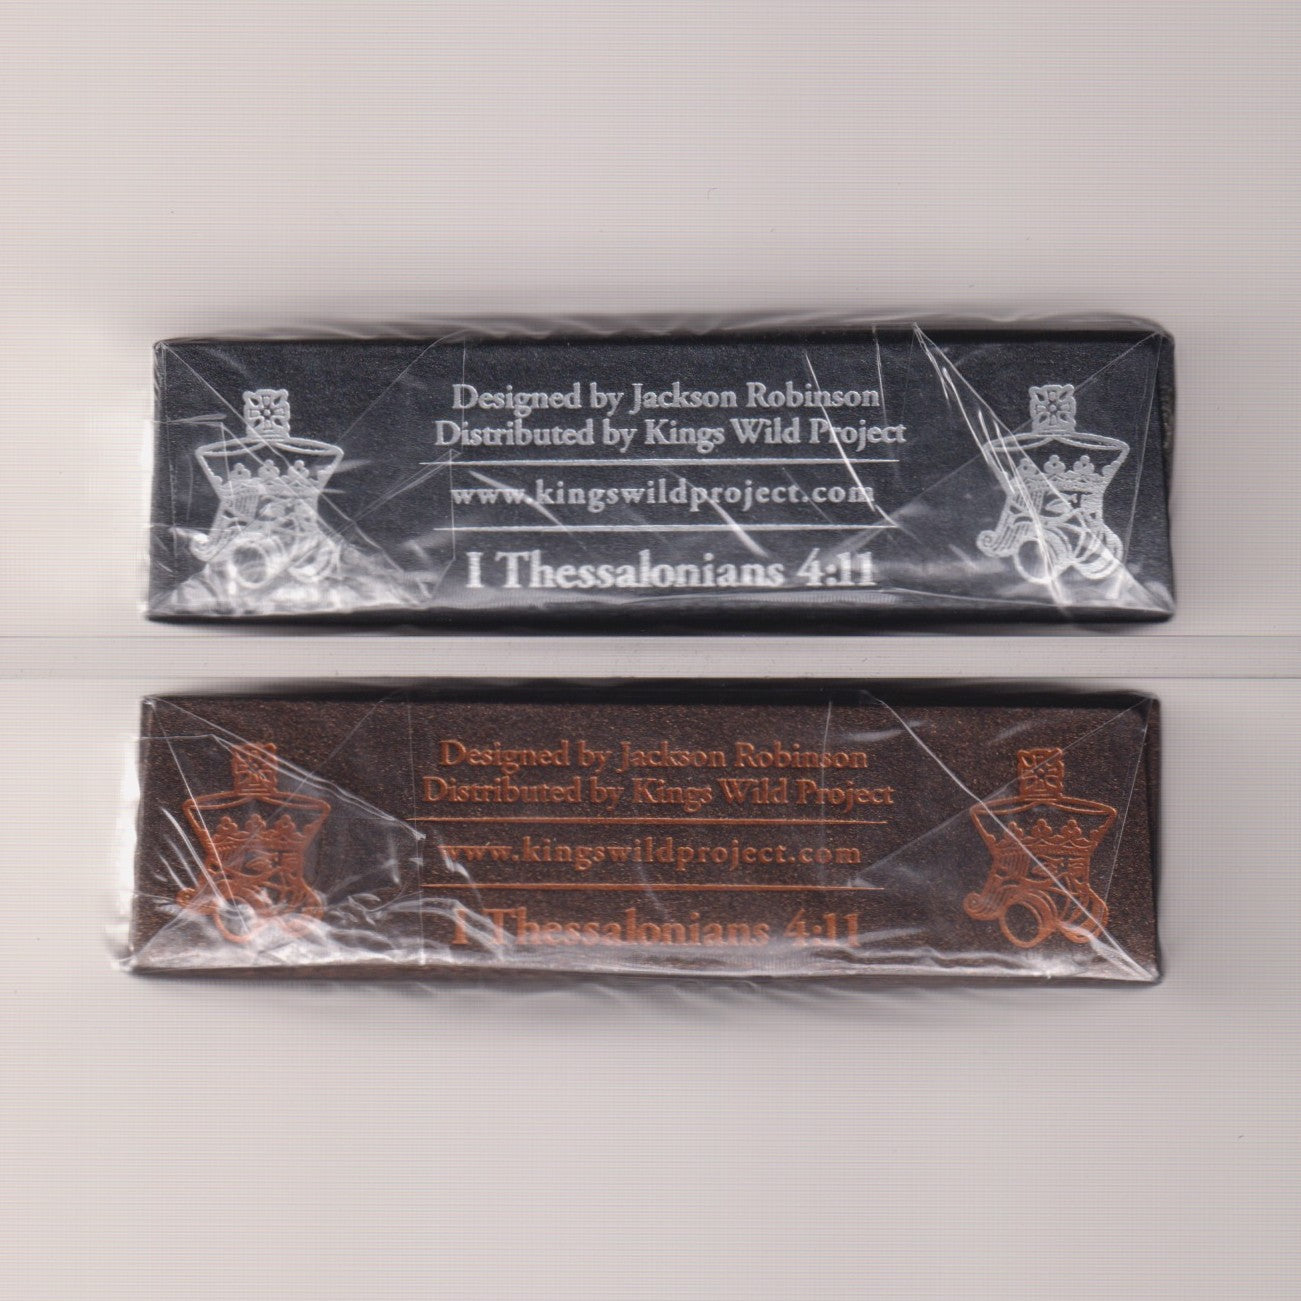 Designed by Jackson Robinson
Distributed by Kings Wild Project
www.kingswildproject.com
I Thessalonians 4:11
Designed by Jackson Robinson
Distributed by Kings Wild Project
www.kingswildproject.com
I Thessalonians 4:11